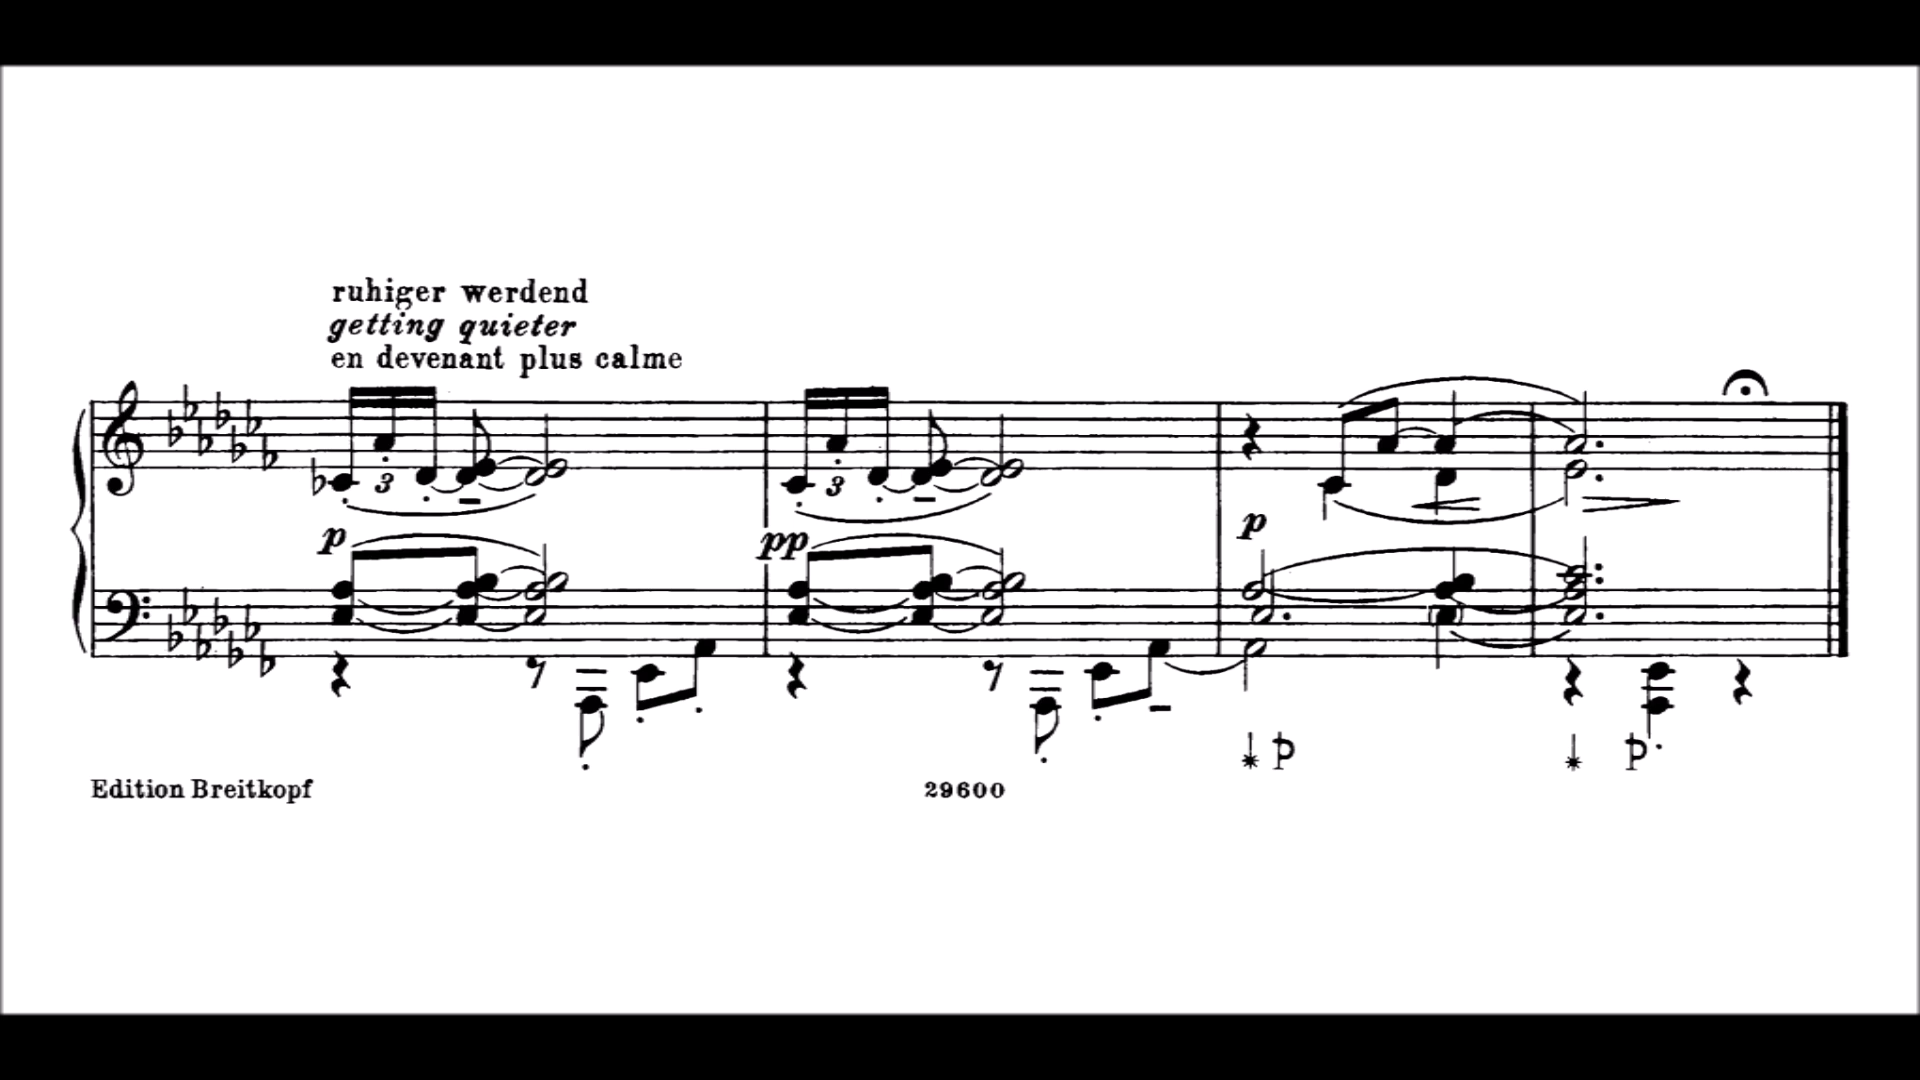 ruhiger werdend
getting quieter
en devenant plus calme
3
3
p
pp
p
Edition Breitkopf
29600